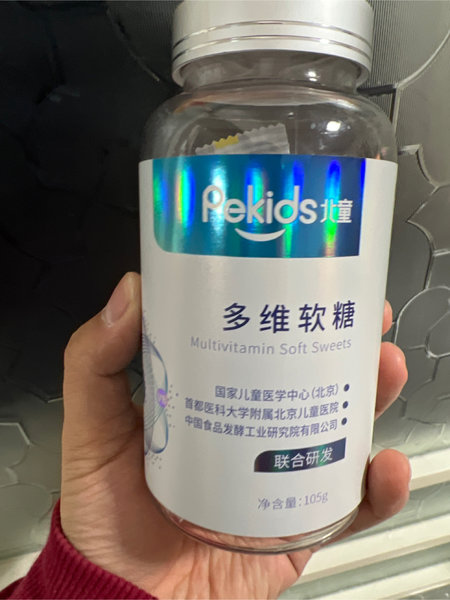 Pekids北童
多维软糖
Multivitamin Soft Sweets
国家儿童医学中心(北京)
首都医科大学附属北京儿童医院
中国食品发酵工业研究院有限公司
联合研发
净含量:105g